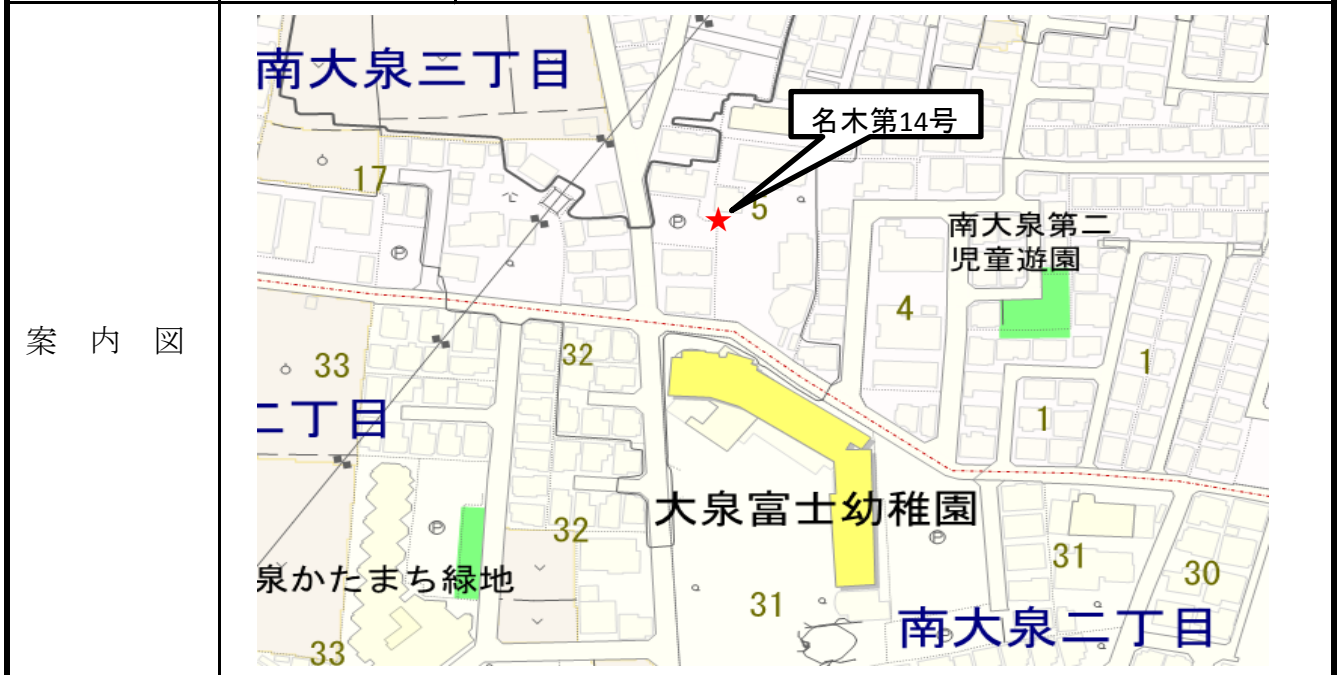 案内図
南大泉三丁目
名木第14号
17
5
南大泉第二
児童遊園
4
33
32
1
二丁目
1
大泉富士幼稚園
32
31
泉かたまち緑地
30
31
南大泉二丁目
33